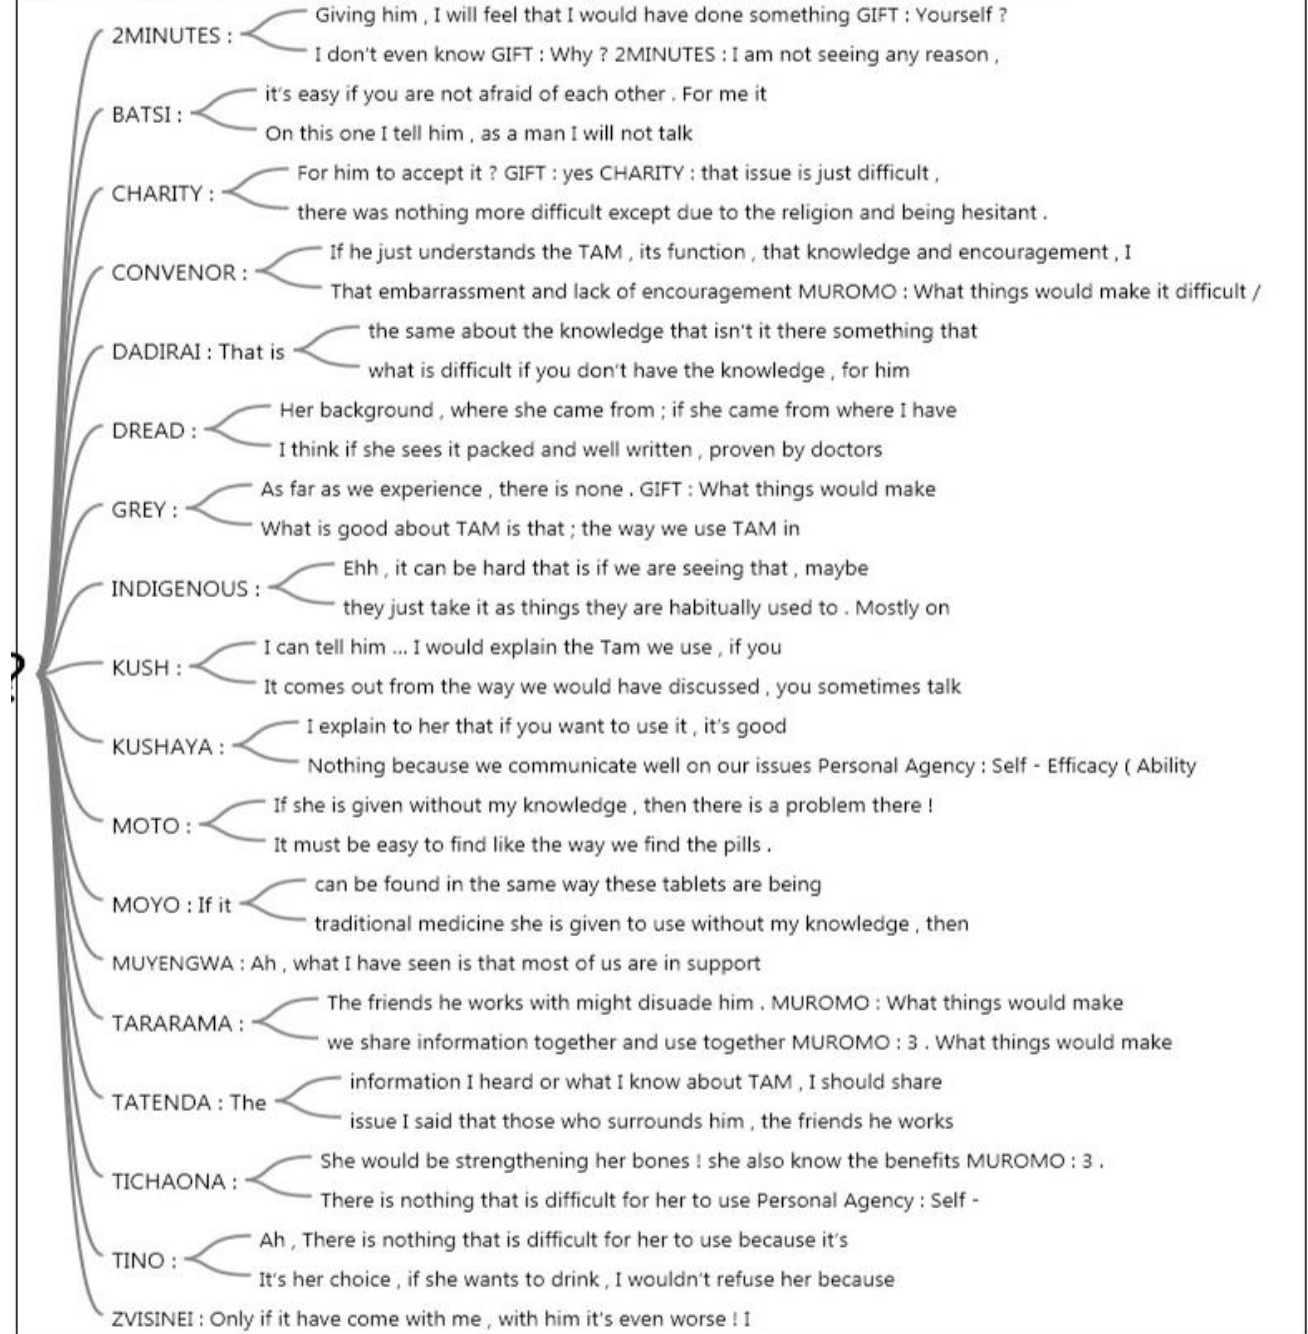 2MINUTES :
Giving him , I will feel that I would have done something GIFT : Yourself ?
I don't even know GIFT : Why ? 2MINUTES : I am not seeing any reason ,
BATSI :
it's easy if you are not afraid of each other . For me it
On this one I tell him , as a man I will not talk
CHARITY :
For him to accept it ? GIFT : yes CHARITY : that issue is just difficult ,
there was nothing more difficult except due to the religion and being hesitant .
CONVENOR :
If he just understands the TAM , its function , that knowledge and encouragement , I
That embarrassment and lack of encouragement MUROMO : What things would make it difficult /
DADIRAI : That is
the same about the knowledge that isn't it there something that
what is difficult if you don't have the knowledge , for him
DREAD :
Her background , where she came from ; if she came from where I have
I think if she sees it packed and well written , proven by doctors
GREY :
As far as we experience , there is none . GIFT : What things would make
What is good about TAM is that ; the way we use TAM in
INDIGENOUS :
Ehh , it can be hard that is if we are seeing that , maybe
they just take it as things they are habitually used to . Mostly on
?
KUSH :
I can tell him ... I would explain the Tam we use , if you
It comes out from the way we would have discussed , you sometimes talk
KUSHAYA :
I explain to her that if you want to use it , it's good
Nothing because we communicate well on our issues Personal Agency : Self - Efficacy ( Ability
MOTO :
If she is given without my knowledge , then there is a problem there !
It must be easy to find like the way we find the pills .
MOYO : If it
can be found in the same way these tablets are being
traditional medicine she is given to use without my knowledge , then
MUYENGWA : Ah , what I have seen is that most of us are in support
TARARAMA :
The friends he works with might disuade him . MUROMO : What things would make
we share information together and use together MUROMO : 3 . What things would make
TATENDA : The
information I heard or what I know about TAM , I should share
issue I said that those who surrounds him , the friends he works
TICHAONA :
She would be strengthening her bones ! she also know the benefits MUROMO : 3 .
There is nothing that is difficult for her to use Personal Agency : Self -
TINO :
Ah , There is nothing that is difficult for her to use because it's
It's her choice , if she wants to drink , I wouldn't refuse her because
ZVISINEI : Only if it have come with me , with him it's even worse ! I